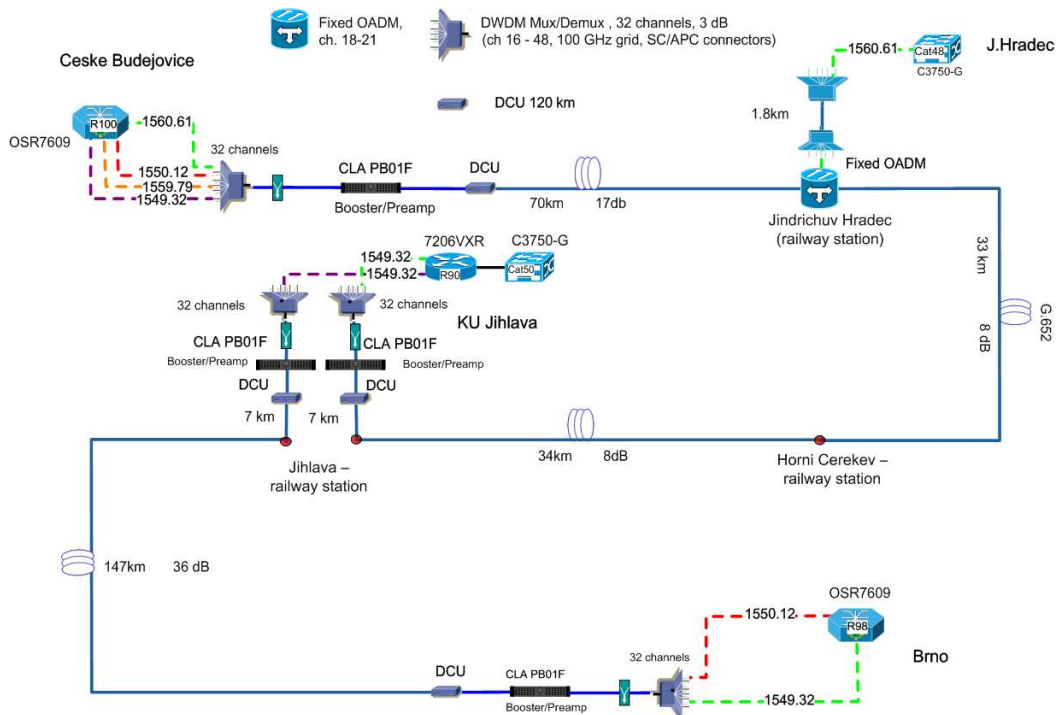 Fixed OADM,
ch. 18-21
DWDM Mux/Demux , 32 channels, 3 dB
(ch 16 - 48, 100 GHz grid, SC/APC connectors)
DCU 120 km
J.Hradec
1560.61
Cat48
C3750-G
1.8km
Fixed OADM
Jindrichuv Hradec
(railway station)
Ceske Budejovice
OSR7609
R100
1560.61
1550.12
1559.79
1549.32
32 channels
CLA PB01F
Booster/Preamp
DCU
70km
17db
33 km
8dB
G.652
7206VXR
R90
C3750-G
Cat50
1549.32
1549.32
KU Jihlava
32 channels
32 channels
CLA PB01F
Booster/Preamp
CLA PB01F
Booster/Preamp
DCU
DCU
7 km
7 km
Jihlava –
railway station
34km
8dB
Horni Cerekev –
railway station
147km
36 dB
DCU
CLA PB01F
Booster/Preamp
32 channels
1550.12
1549.32
OSR7609
R98
Brno